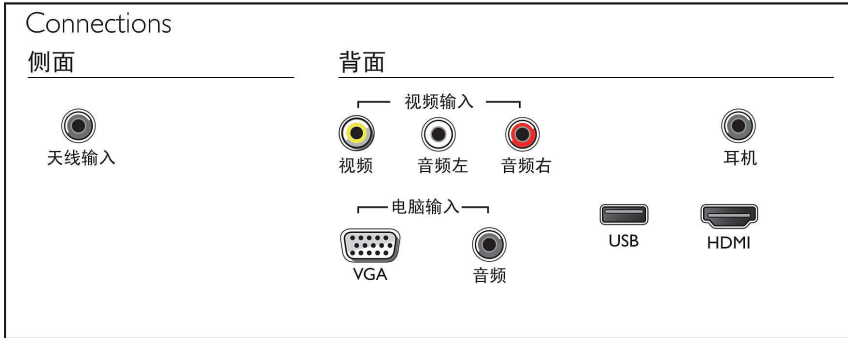 Connections
侧面
背面
天线输入
视频输入
视频
音频左
音频右
耳机
电脑输入
VGA
音频
USB
HDMI